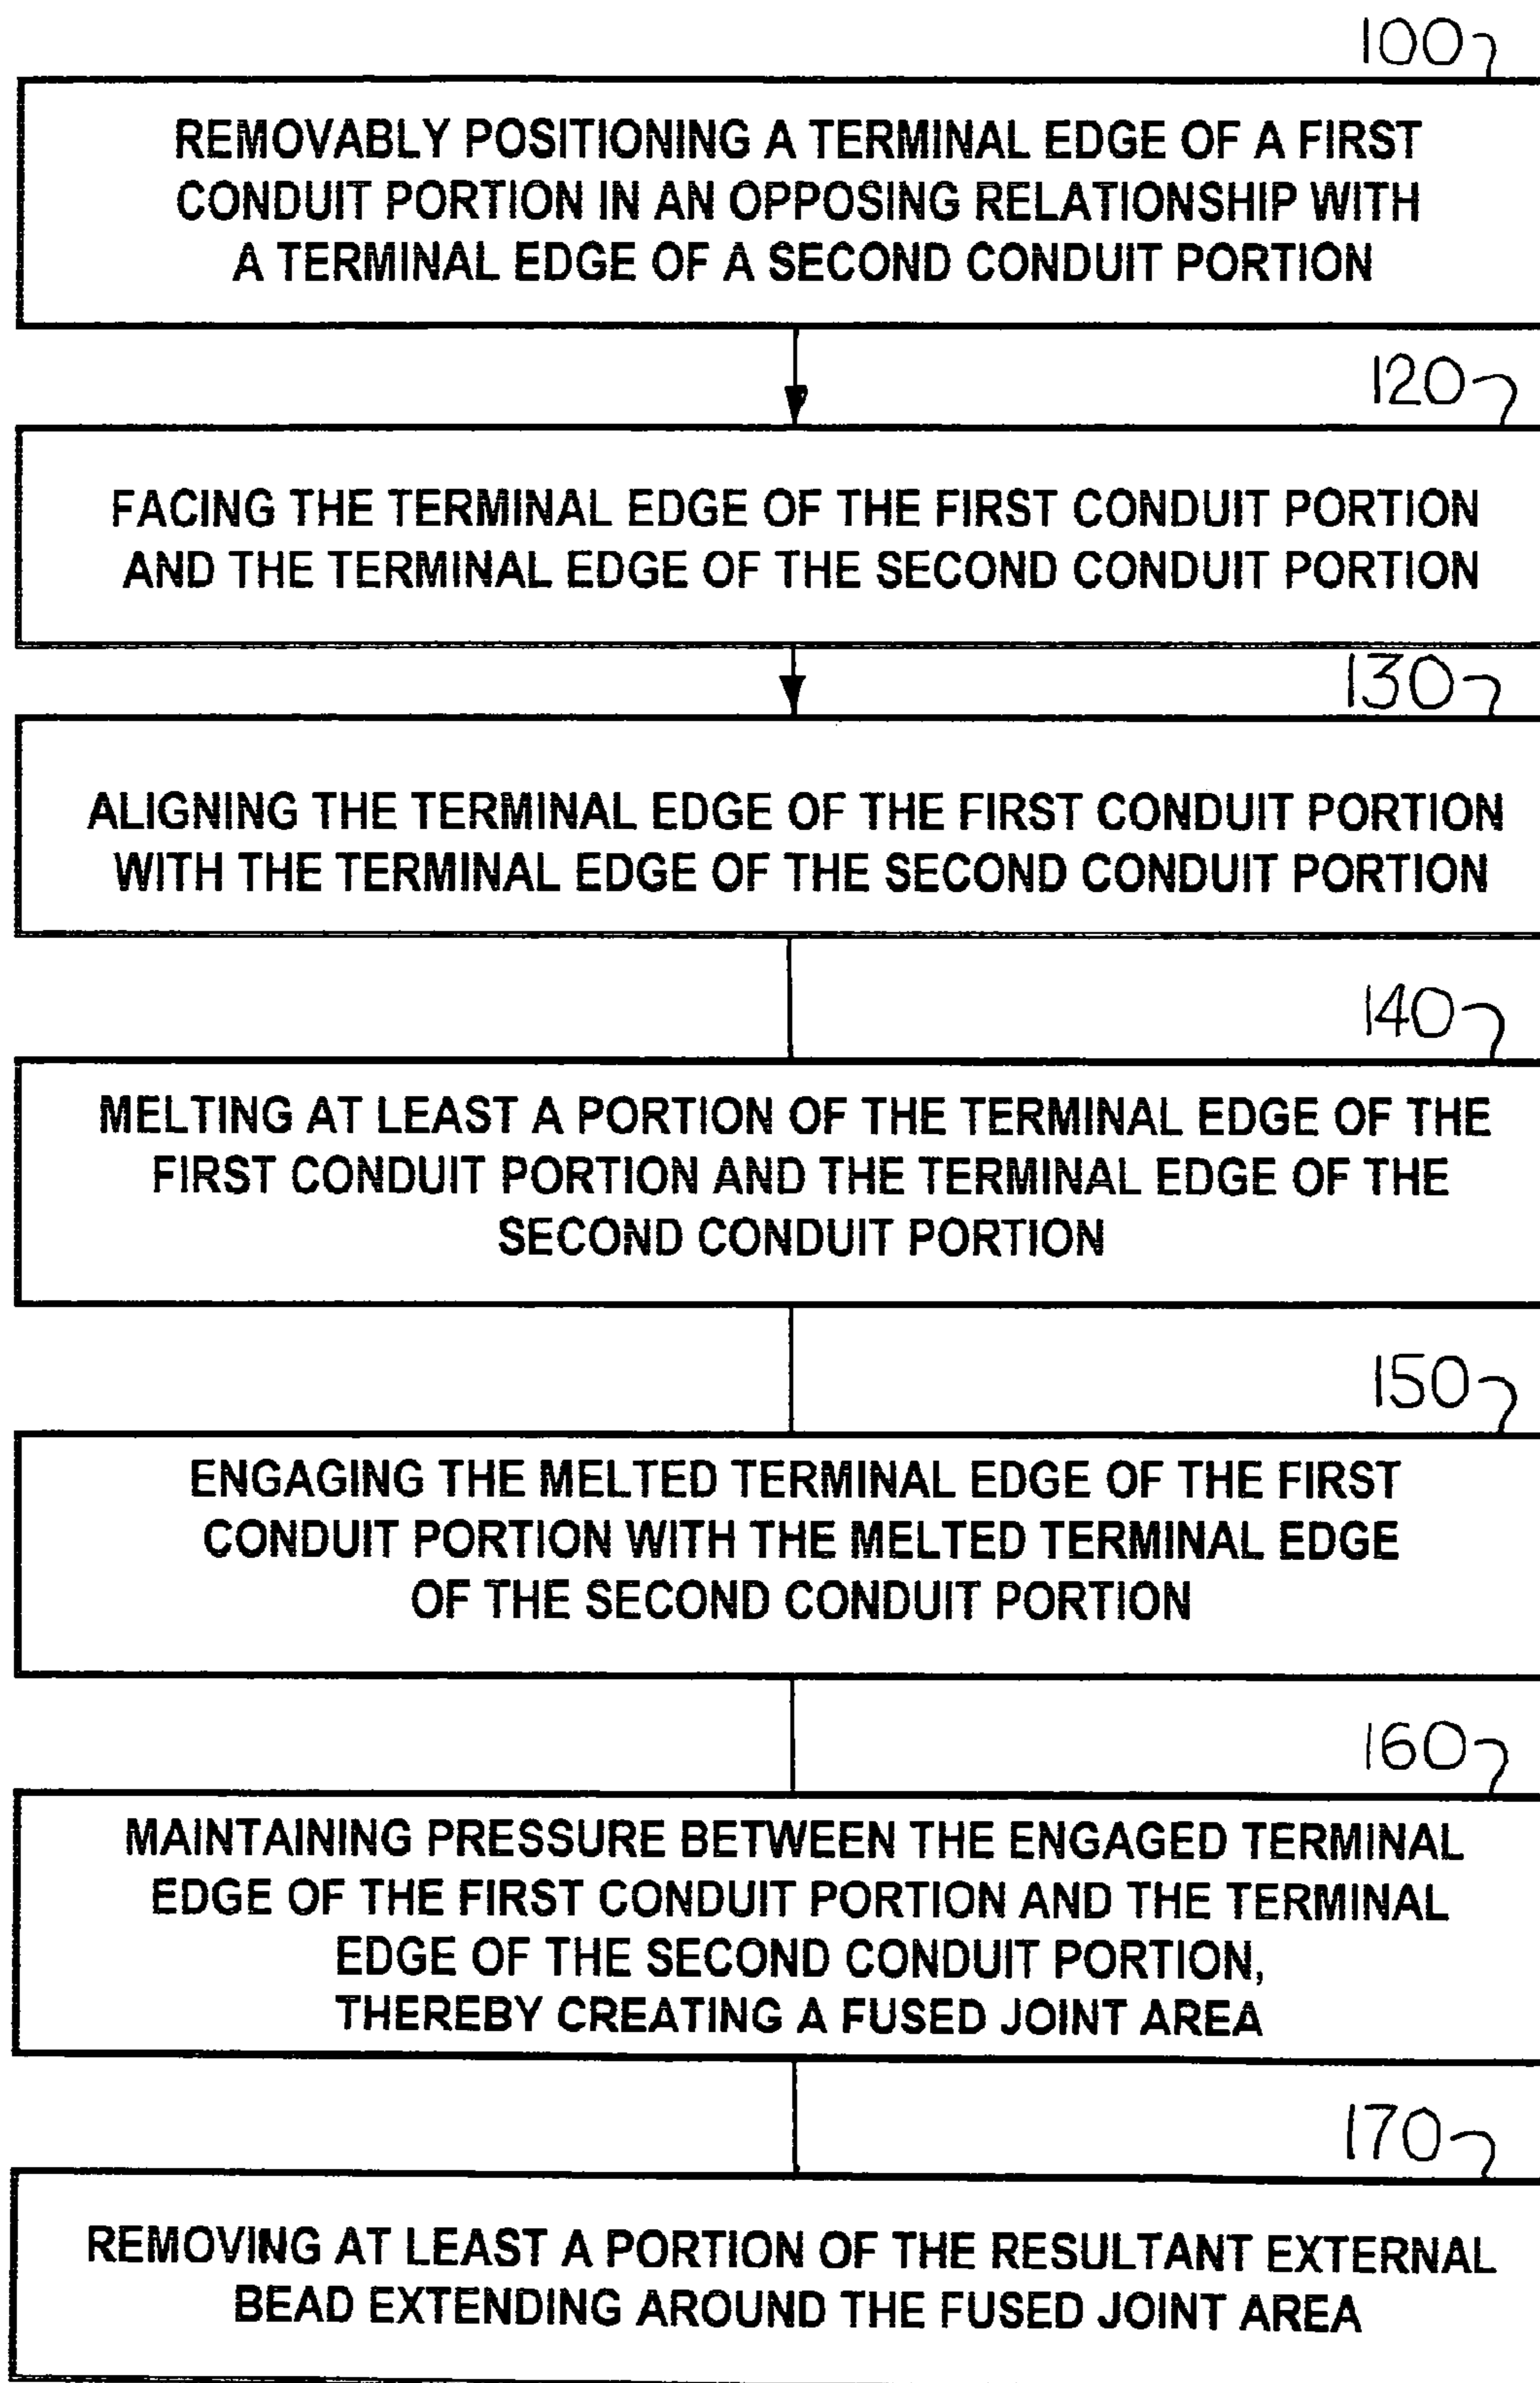 100
REMOVABLY POSITIONING A TERMINAL EDGE OF A FIRST
CONDUIT PORTION IN AN OPPOSING RELATIONSHIP WITH
A TERMINAL EDGE OF A SECOND CONDUIT PORTION
120
FACING THE TERMINAL EDGE OF THE FIRST CONDUIT PORTION
AND THE TERMINAL EDGE OF THE SECOND CONDUIT PORTION
130
ALIGNING THE TERMINAL EDGE OF THE FIRST CONDUIT PORTION
WITH THE TERMINAL EDGE OF THE SECOND CONDUIT PORTION
140
MELTING AT LEAST A PORTION OF THE TERMINAL EDGE OF THE
FIRST CONDUIT PORTION AND THE TERMINAL EDGE OF THE
SECOND CONDUIT PORTION
150
ENGAGING THE MELTED TERMINAL EDGE OF THE FIRST
CONDUIT PORTION WITH THE MELTED TERMINAL EDGE
OF THE SECOND CONDUIT PORTION
160
MAINTAINING PRESSURE BETWEEN THE ENGAGED TERMINAL
EDGE OF THE FIRST CONDUIT PORTION AND THE TERMINAL
EDGE OF THE SECOND CONDUIT PORTION,
THEREBY CREATING A FUSED JOINT AREA
170
REMOVING AT LEAST A PORTION OF THE RESULTANT EXTERNAL
BEAD EXTENDING AROUND THE FUSED JOINT AREA